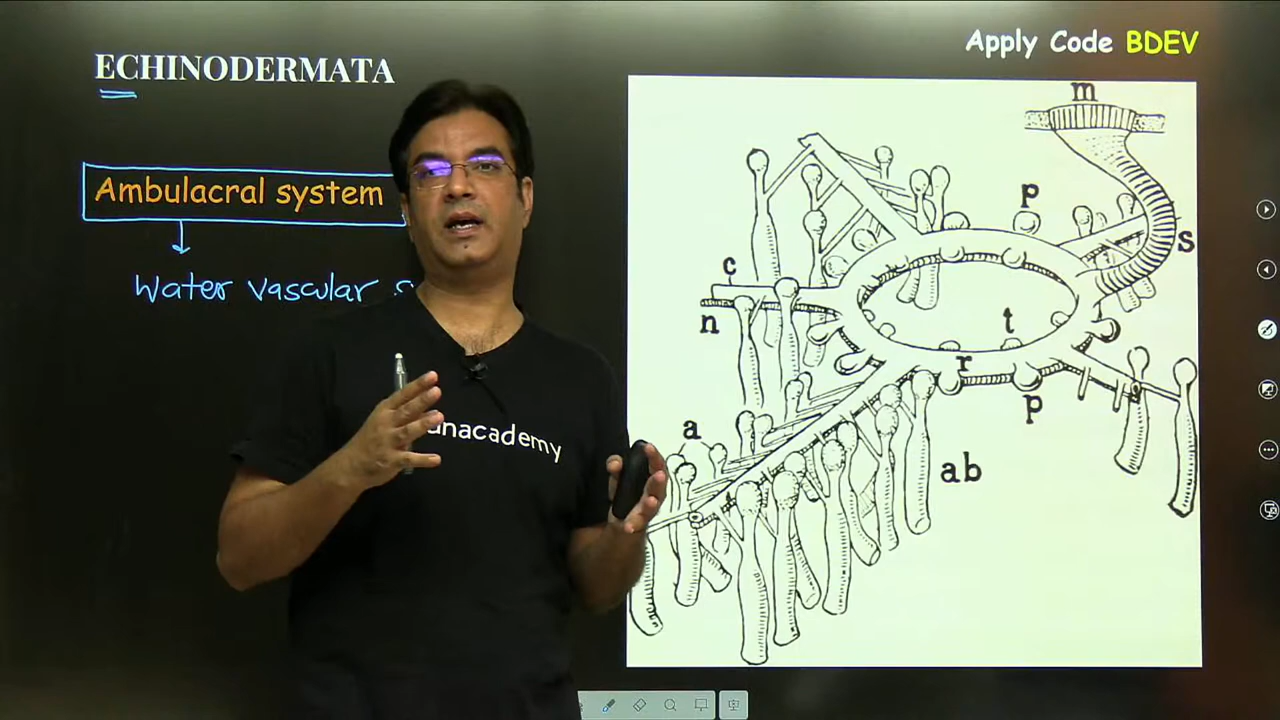 Apply Code BDEV
ECHINODERMATA
Ambulacral system
Water vascular
unacademy
m
p
s
c
n
t
r
p
a
ab